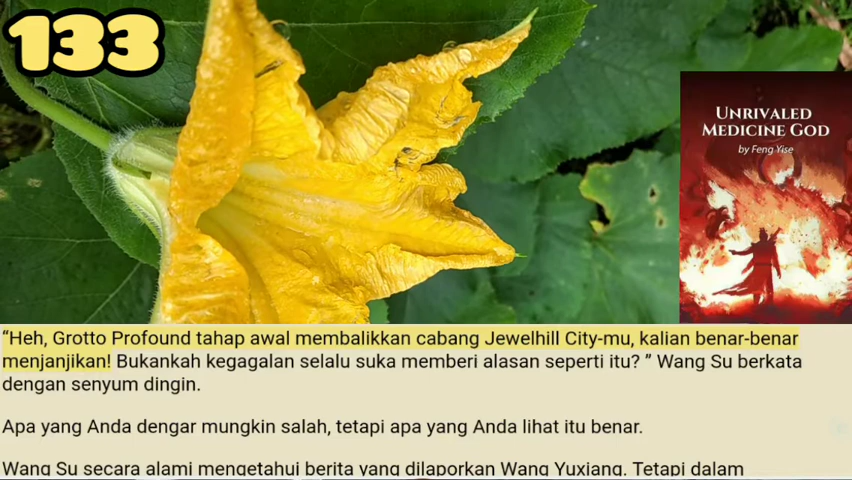 133
UNRIVALED
MEDICINE GOD
by Feng Yise
“Heh, Grotto Profound tahap awal membalikkan cabang Jewelhill City-mu, kalian benar-benar
menjanjikan! Bukankah kegagalan selalu suka memberi alasan seperti itu? ” Wang Su berkata
dengan senyum dingin.
Apa yang Anda dengar mungkin salah, tetapi apa yang Anda lihat itu benar.
Wang Su secara alami mengetahui berita yang dilaporkan Wang Yuxiang. Tetapi dalam